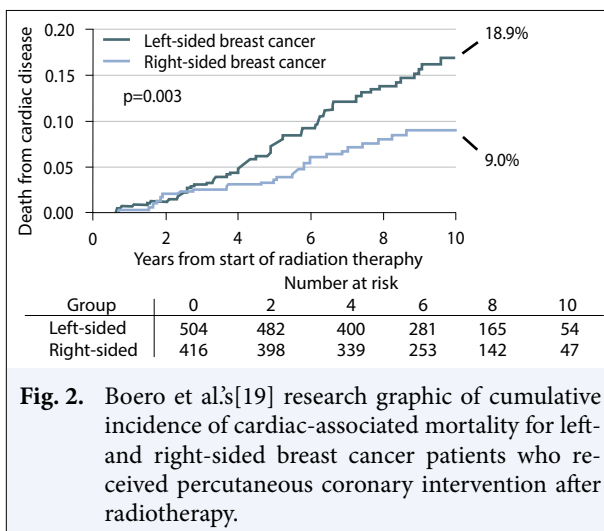 0.20
Left-sided breast cancer
Right-sided breast cancer
18.9%
0.15
p=0.003
0.10
9.0%
0.05
0.00
Death from cardiac disease
0 2 4 6 8 10
Years from start of radiation theraphy
Number at risk
Group 0 2 4 6 8 10
Left-sided 504 482 400 281 165 54
Right-sided 416 398 339 253 142 47
Fig. 2. Boero et al.'s[19] research graphic of cumulative
incidence of cardiac-associated mortality for left-
and right-sided breast cancer patients who re-
ceived percutaneous coronary intervention after
radiotherapy.